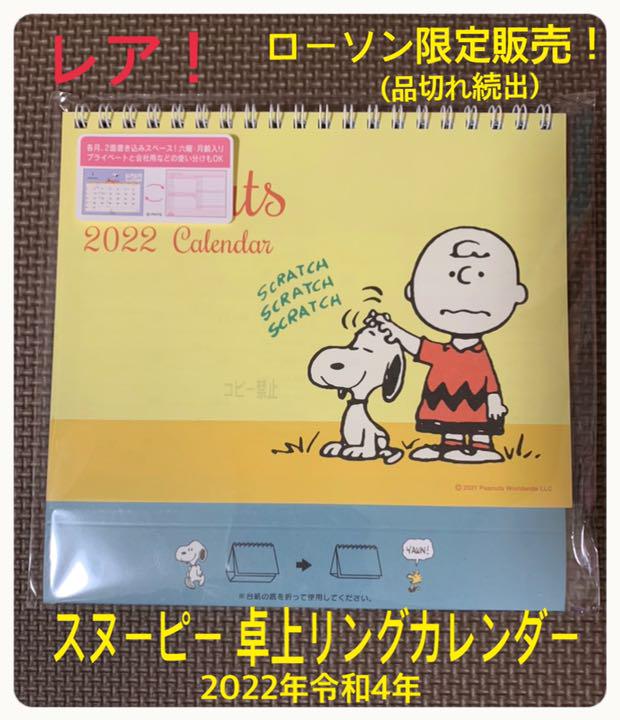 レア！
ローソン限定販売！
(品切れ続出)
各月、2面書き込みスペース！六曜・月齢入り
プライベートと会社用などの使い分けもOK
2022 Calendar
SCRATCH
SCRATCH
SCRATCH
コピー禁止
© 2021 Peanuts Worldwide LLC
YAWN!
※台紙の底を折って使用してください。
スヌーピー 卓上リングカレンダー
2022年令和4年